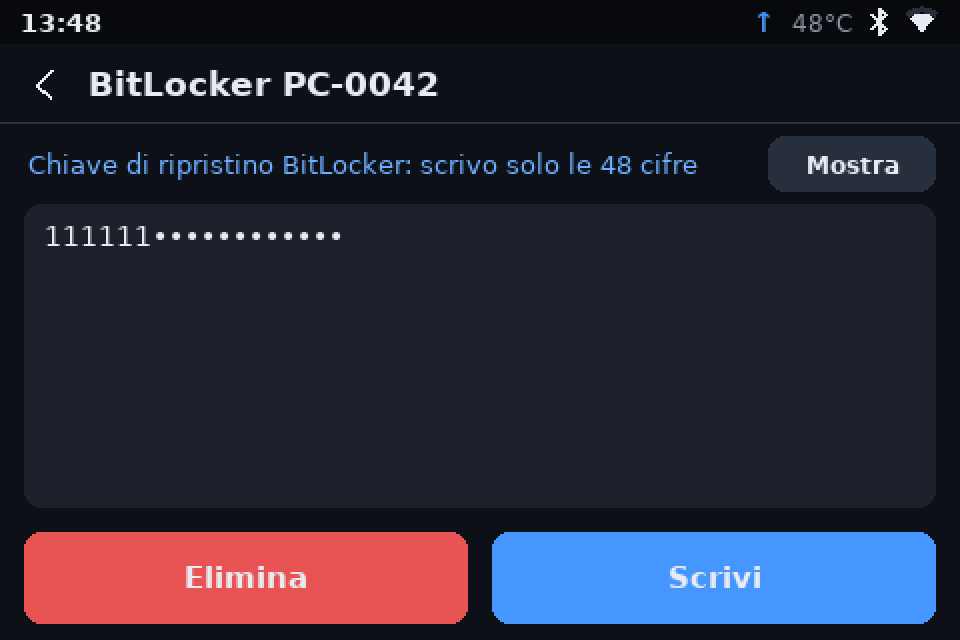 13:48
↑ 48°C
BitLocker PC-0042
Chiave di ripristino BitLocker: scrivo solo le 48 cifre
Mostra
111111••••••••••••
Elimina
Scrivi